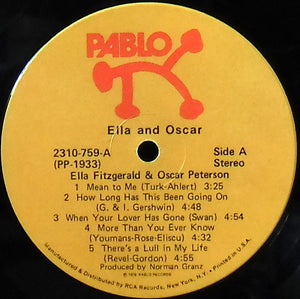 PABLO
Ella and Oscar
2310-759-A
(PP-1933)
Side A
Stereo
Ella Fitzgerald & Oscar Peterson
1 Mean to Me (Turk-Ahlert) 3:25
2 How Long Has This Been Going On
(G. & I. Gershwin) 4:48
3 When Your Lover Has Gone (Swan) 4:54
4 More Than You Ever Know
(Youmans-Rose-Eliscu) 4:32
5 There's a Lull In My Life
(Revel-Gordon) 4:55
Produced by Norman Granz
© 1976 PABLO RECORDS
Manufactured & Distributed by RCA Records, New York, N.Y. • Printed in U.S.A.